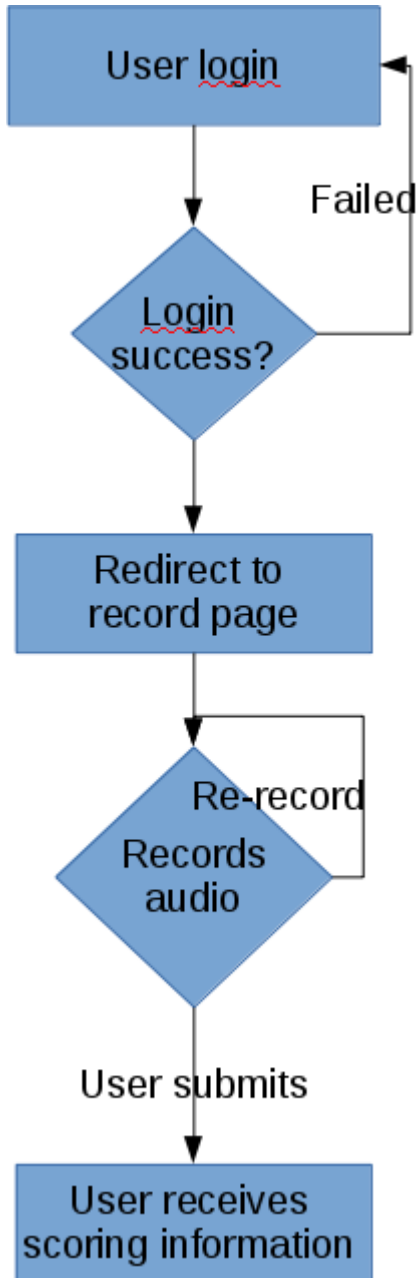 User login
Failed
Login
success?
Redirect to
record page
Re-record
Records
audio
User submits
User receives
scoring information